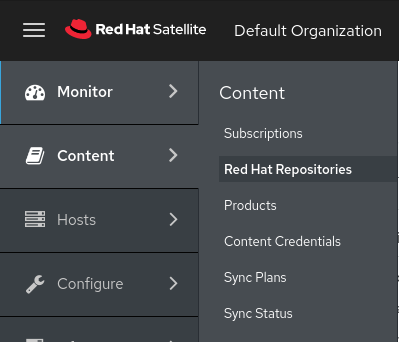 Red Hat Satellite
Default Organization
Monitor
Content
Hosts
Configure
Content
Subscriptions
Red Hat Repositories
Products
Content Credentials
Sync Plans
Sync Status